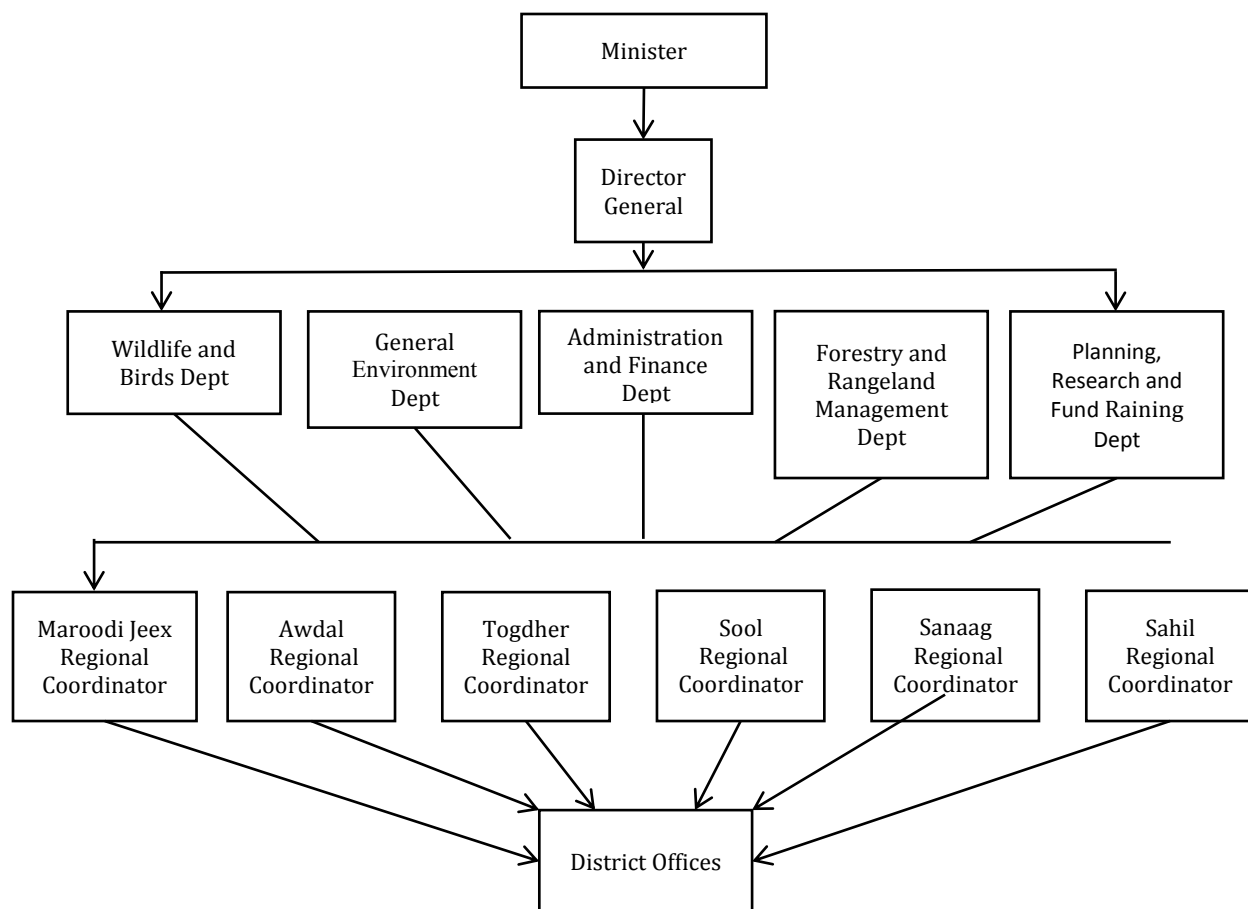 Minister
Director
General
Wildlife and
Birds Dept
General
Environment
Dept
Administration
and Finance
Dept
Forestry and
Rangeland
Management
Dept
Planning,
Research and
Fund Raining
Dept
Maroodi Jeex
Regional
Coordinator
Awdal
Regional
Coordinator
Togdher
Regional
Coordinator
Sool
Regional
Coordinator
Sanaag
Regional
Coordinator
Sahil
Regional
Coordinator
District Offices